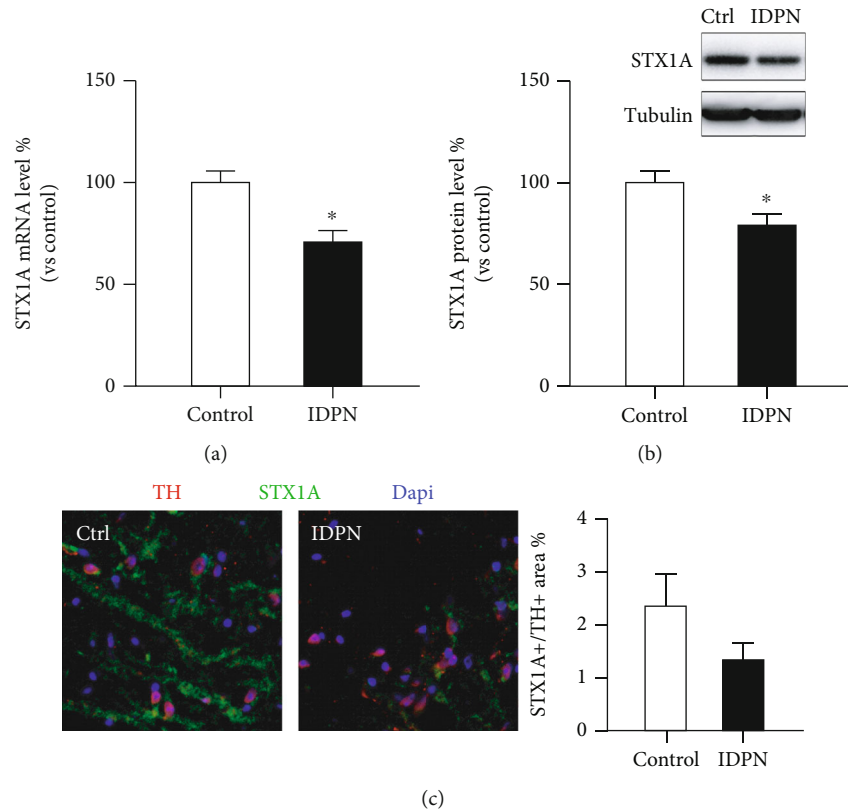 150
100
50
0
STX1A mRNA level %
(vs control)
*
Control
IDPN
(a)
Ctrl IDPN
STX1A
Tubulin
150
100
50
0
STX1A protein level %
(vs control)
*
Control
IDPN
(b)
TH STX1A Dapi
Ctrl
IDPN
4
3
2
1
0
STX1A+/TH+ area %
Control
IDPN
(c)